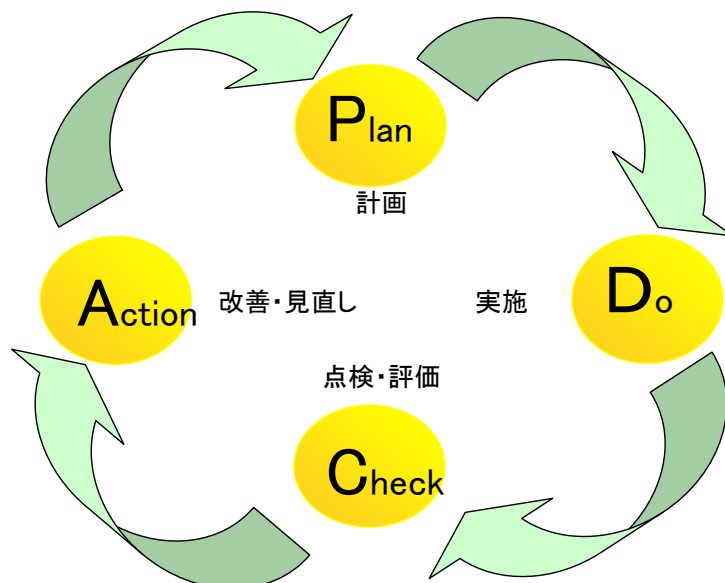 Plan
計画
Action
改善・見直し
実施
Do
点検・評価
Check